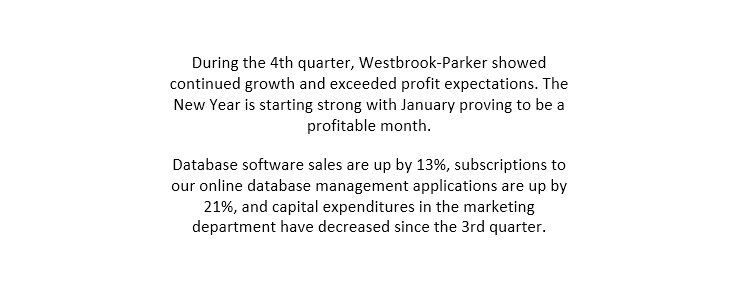 During the 4th quarter, Westbrook-Parker showed
continued growth and exceeded profit expectations. The
New Year is starting strong with January proving to be a
profitable month.
Database software sales are up by 13%, subscriptions to
our online database management applications are up by
21%, and capital expenditures in the marketing
department have decreased since the 3rd quarter.